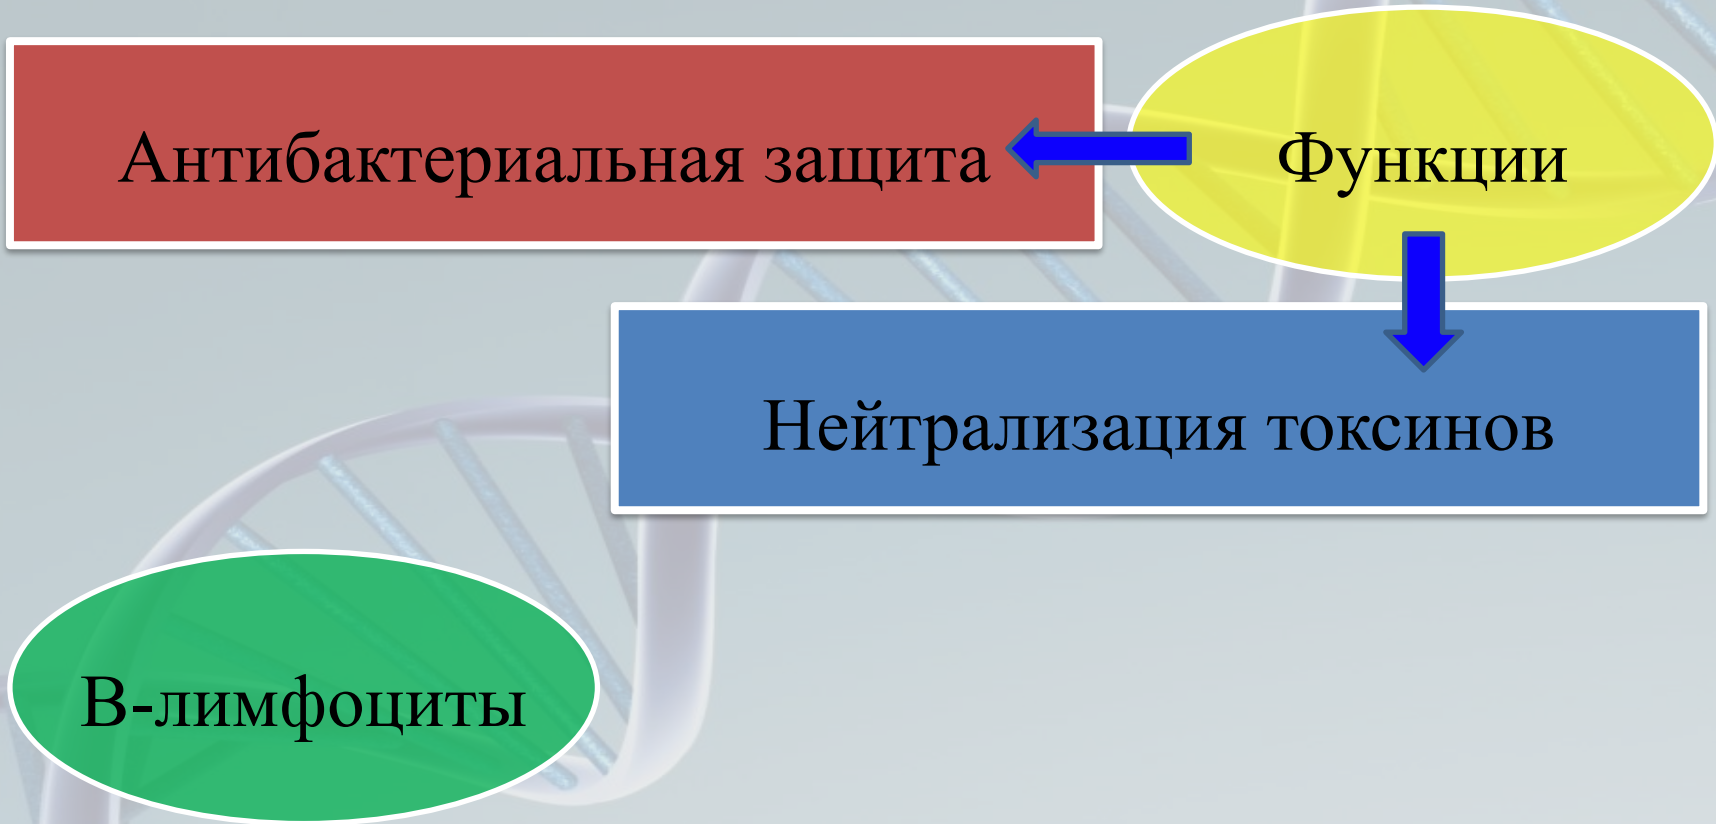 Антибактериальная защита
Функции
Нейтрализация токсинов
В-лимфоциты